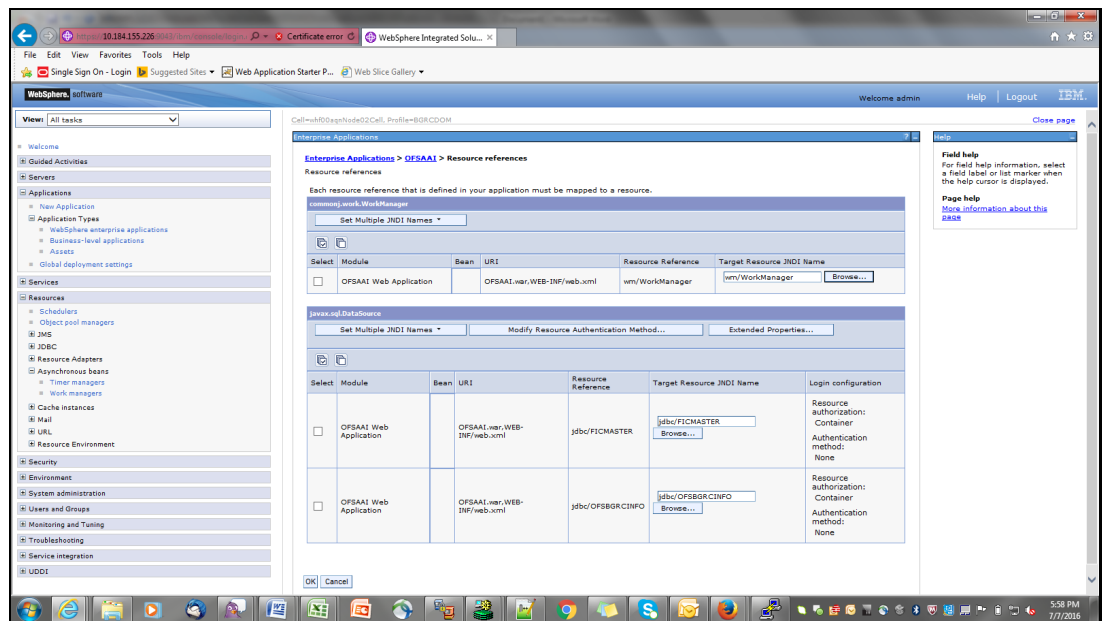 https://10.184.155.226:9043/ibm/console/login.
Certificate error
WebSphere Integrated Solu...
File Edit View Favorites Tools Help
Single Sign On - Login Suggested Sites Web Application Starter P... Web Slice Gallery
WebSphere. software
Welcome admin
Help | Logout
IBM.
View: All tasks
Welcome
Guided Activities
Servers
Applications
New Application
Application Types
WebSphere enterprise applications
Business-level applications
Assets
Global deployment settings
Services
Resources
Schedulers
Object pool managers
JMS
JDBC
Resource Adapters
Asynchronous beans
Timer managers
Work managers
Cache instances
Mail
URL
Resource Environment
Security
Environment
System administration
Users and Groups
Monitoring and Tuning
Troubleshooting
Service integration
UDDI
Cell=whf00aqnNode02Cell, Profile=BGRCDOM
Close page
Enterprise Applications
Enterprise Applications > OFSAAI > Resource references
Resource references
Each resource reference that is defined in your application must be mapped to a resource.
commonj.work.WorkManager
Set Multiple JNDI Names
Select Module Bean URI Resource Reference Target Resource JNDI Name
OFSAAI Web Application OFSAAI.war,WEB-INF/web.xml wm/WorkManager wm/WorkManager Browse...
javax.sql.DataSource
Set Multiple JNDI Names Modify Resource Authentication Method... Extended Properties...
Select Module Bean URI Resource Reference Target Resource JNDI Name Login configuration
OFSAAI Web Application
OFSAAI.war,WEB-INF/web.xml
jdbc/FICMASTER
jdbc/FICMASTER
Browse...
Resource authorization:
Container
Authentication method:
None
OFSAAI Web Application
OFSAAI.war,WEB-INF/web.xml
jdbc/OFSBGRCINFO
jdbc/OFSBGRCINFO
Browse...
Resource authorization:
Container
Authentication method:
None
OK Cancel
Help
Field help
For field help information, select
a field label or list marker when
the help cursor is displayed.
Page help
More information about this
page
5:58 PM
7/7/2016